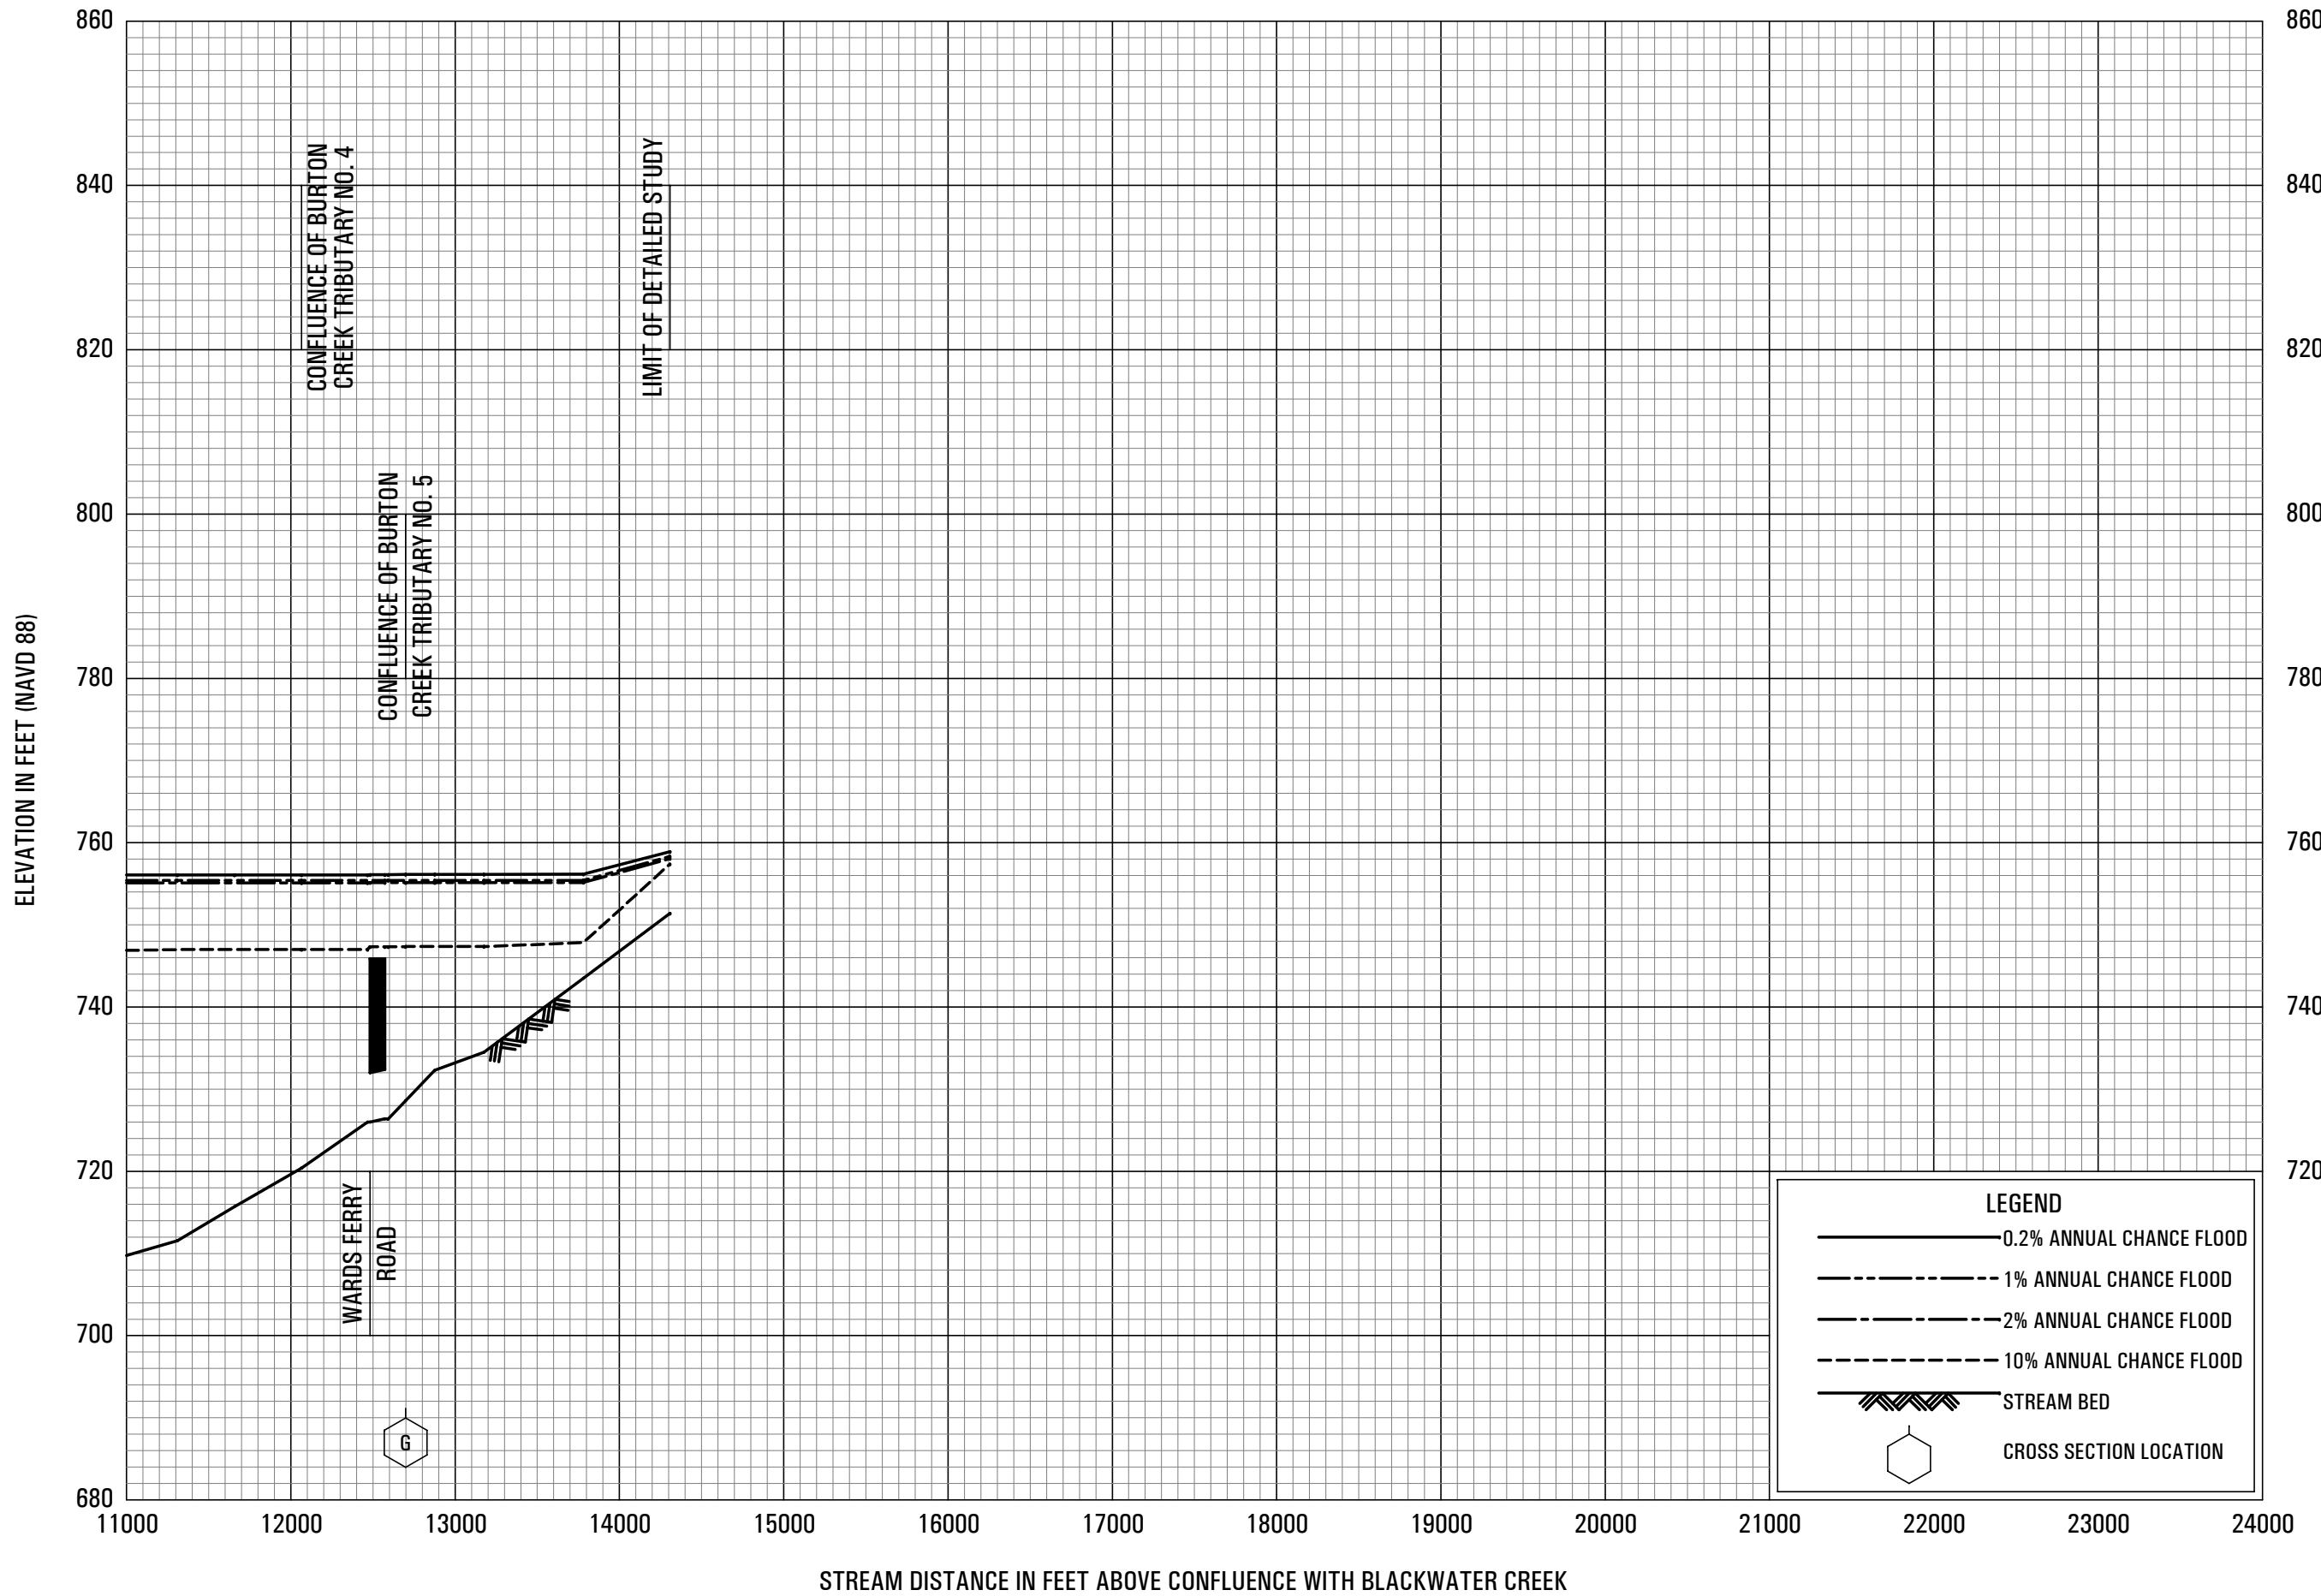 860
840
820
800
780
760
740
720
700
680
860
840
820
800
780
760
740
720
ELEVATION IN FEET (NAVD 88)
CONFLUENCE OF BURTON
CREEK TRIBUTARY NO. 4
LIMIT OF DETAILED STUDY
CONFLUENCE OF BURTON
CREEK TRIBUTARY NO. 5
WARDS FERRY
ROAD
G
LEGEND
0.2% ANNUAL CHANCE FLOOD
1% ANNUAL CHANCE FLOOD
2% ANNUAL CHANCE FLOOD
10% ANNUAL CHANCE FLOOD
STREAM BED
CROSS SECTION LOCATION
11000 12000 13000 14000 15000 16000 17000 18000 19000 20000 21000 22000 23000 24000
STREAM DISTANCE IN FEET ABOVE CONFLUENCE WITH BLACKWATER CREEK